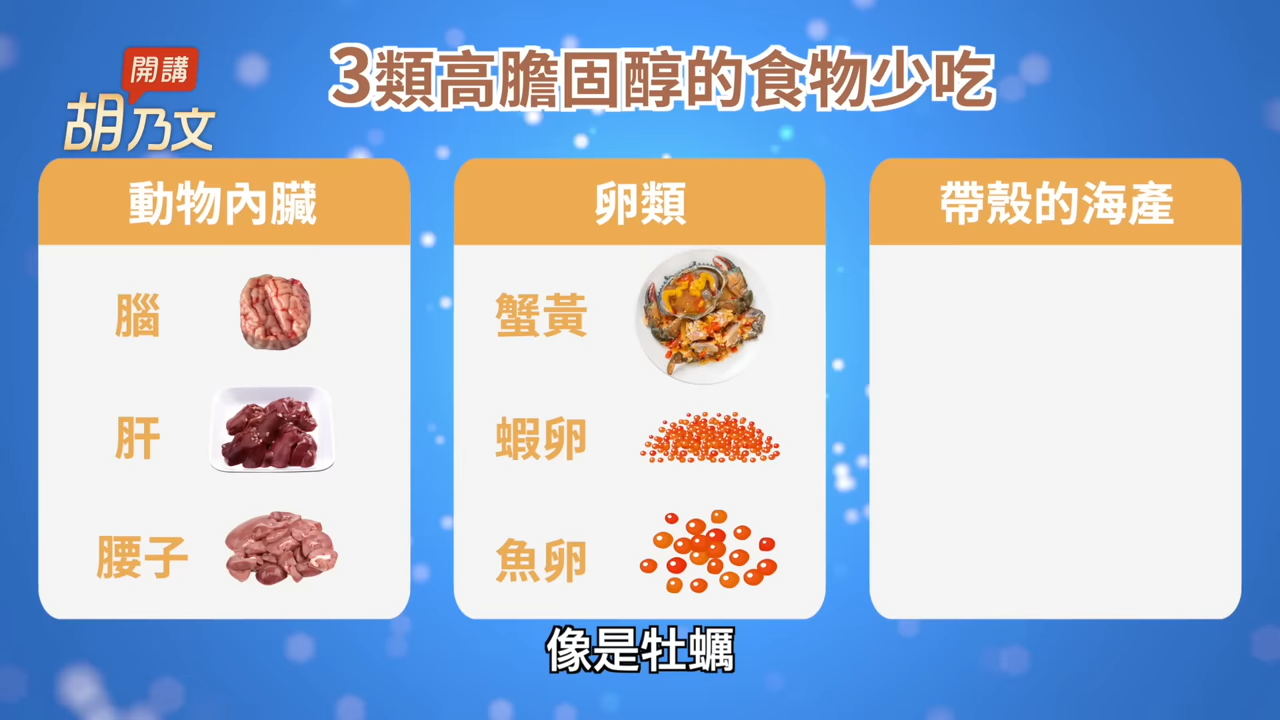 開講
胡乃文
3類高膽固醇的食物少吃
動物內臟
腦
肝
腰子
卵類
蟹黃
蝦卵
魚卵
帶殼的海產
像是牡蠣